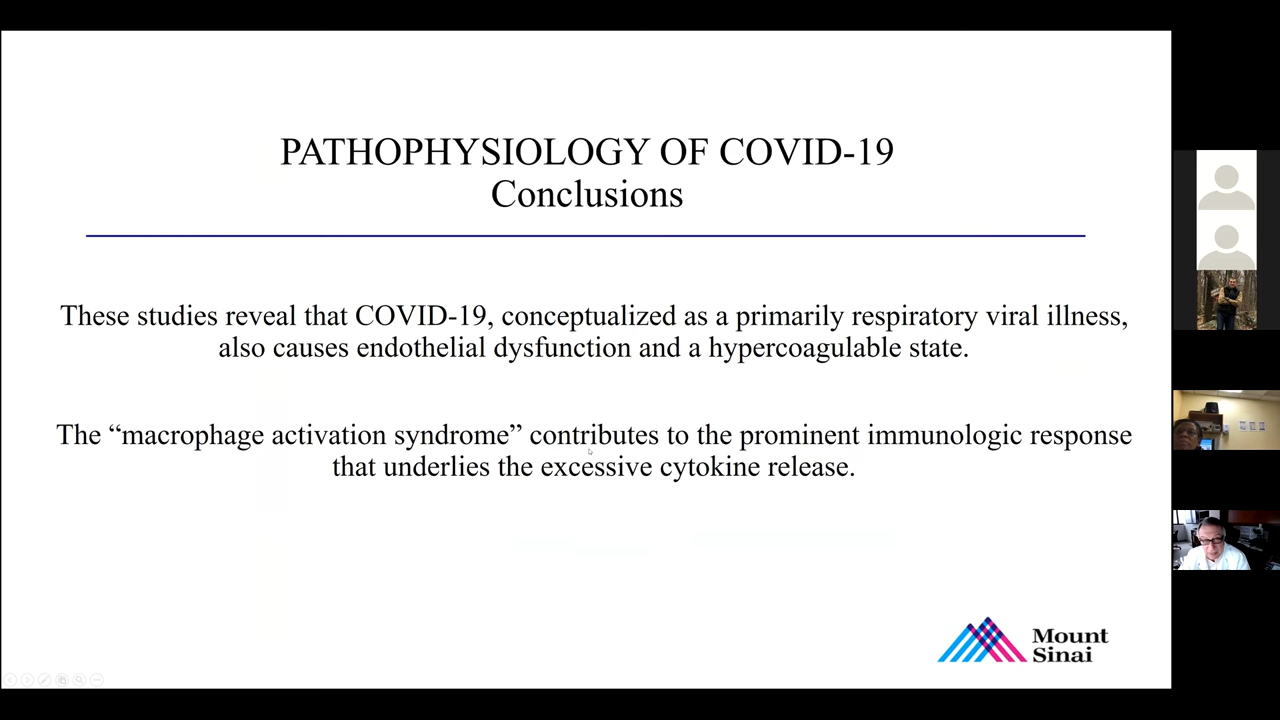 PATHOPHYSIOLOGY OF COVID-19
Conclusions
These studies reveal that COVID-19, conceptualized as a primarily respiratory viral illness,
also causes endothelial dysfunction and a hypercoagulable state.
The “macrophage activation syndrome” contributes to the prominent immunologic response
that underlies the excessive cytokine release.
Mount
Sinai